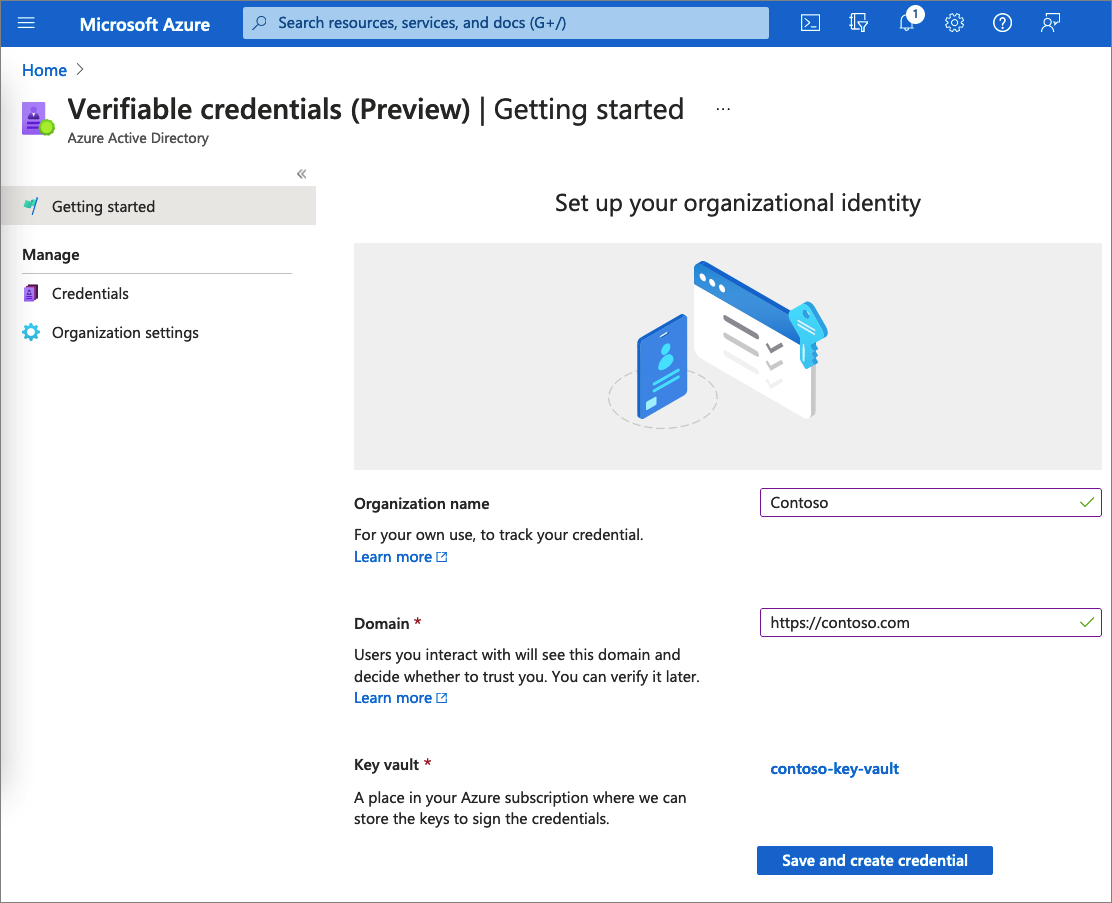 Microsoft Azure
Search resources, services, and docs (G+/)
1
Home
Verifiable credentials (Preview) | Getting started
...
Azure Active Directory
Getting started
Manage
Credentials
Organization settings
Set up your organizational identity
Organization name
Contoso
For your own use, to track your credential.
Learn more
Domain *
https://contoso.com
Users you interact with will see this domain and
decide whether to trust you. You can verify it later.
Learn more
Key vault *
contoso-key-vault
A place in your Azure subscription where we can
store the keys to sign the credentials.
Save and create credential